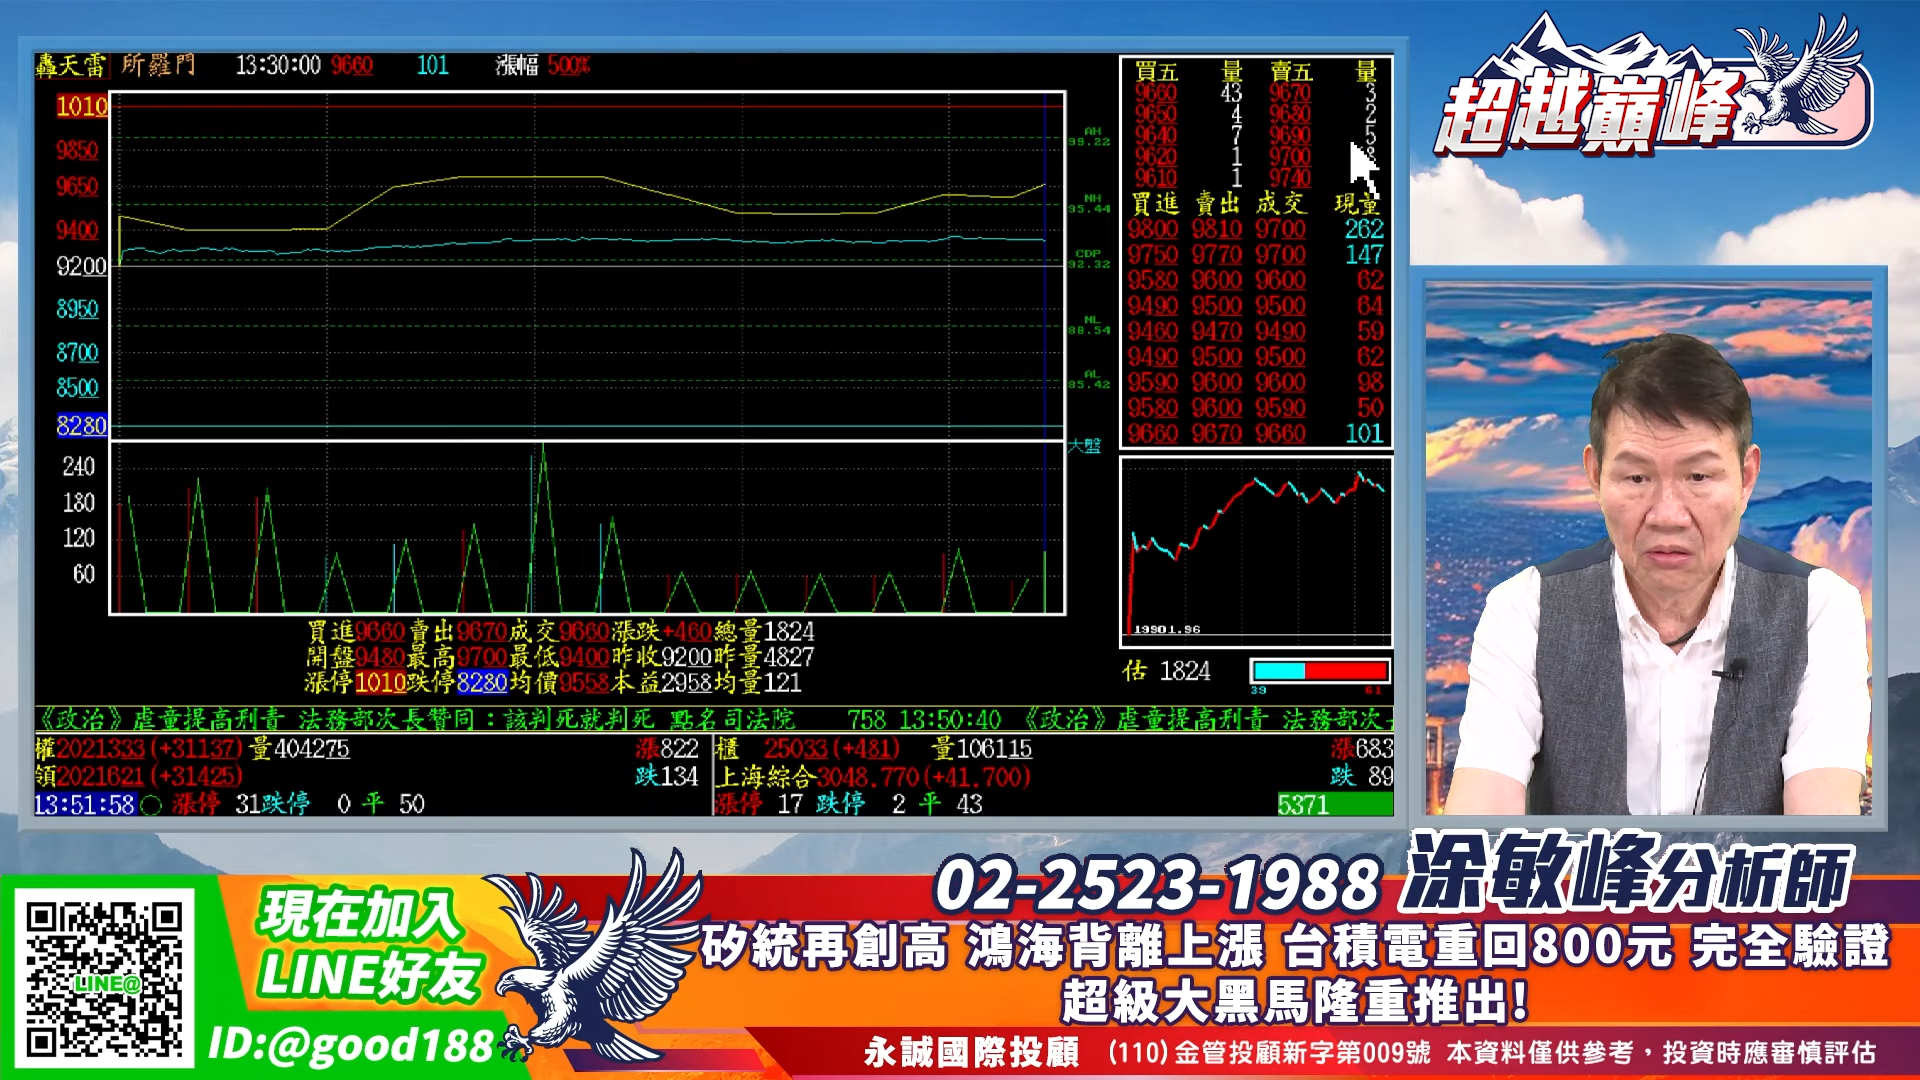 轟天雷 所羅門 13:30:00 9660 101 漲幅 500%
1010
9850
9650
9400
9200
8950
8700
8500
8280
240
180
120
60
AH
99.22
NH
95.44
CDP
92.32
NL
88.54
AL
85.42
大盤
買五 量 賣五 量
9660 43 9670 3
9650 4 9680 2
9640 7 9690 5
9620 1 9700
9610 1 9740
買進 賣出 成交 現量
9800 9810 9700 262
9750 9770 9700 147
9580 9600 9600 62
9490 9500 9500 64
9460 9470 9490 59
9490 9500 9500 62
9590 9600 9600 98
9580 9600 9590 50
9660 9670 9660 101
19901.96
估 1824
39 61
買進9660賣出9670成交9660漲跌+460總量1824
開盤9480最高9700最低9400昨收9200昨量4827
漲停1010跌停8280均價9558本益2958均量121
《政治》虐童提高刑責 法務部次長贊同：該判死就判死 點名司法院 758 13:50:40 《政治》虐童提高刑責 法務部次
權2021333(+31137)量404275 漲822
領2021621(+31425) 跌134
13:51:58 漲停 31跌停 0 平 50
櫃 25033(+481) 量106115 漲683
上海綜合3048.770(+41.700) 跌 89
漲停 17 跌停 2 平 43 5371
超越巔峰
02-2523-1988 涂敏峰分析師
矽統再創高 鴻海背離上漲 台積電重回800元 完全驗證
超級大黑馬隆重推出!
永誠國際投顧 (110)金管投顧新字第009號 本資料僅供參考，投資時應審慎評估
現在加入
LINE好友
LINE@
ID:@good188